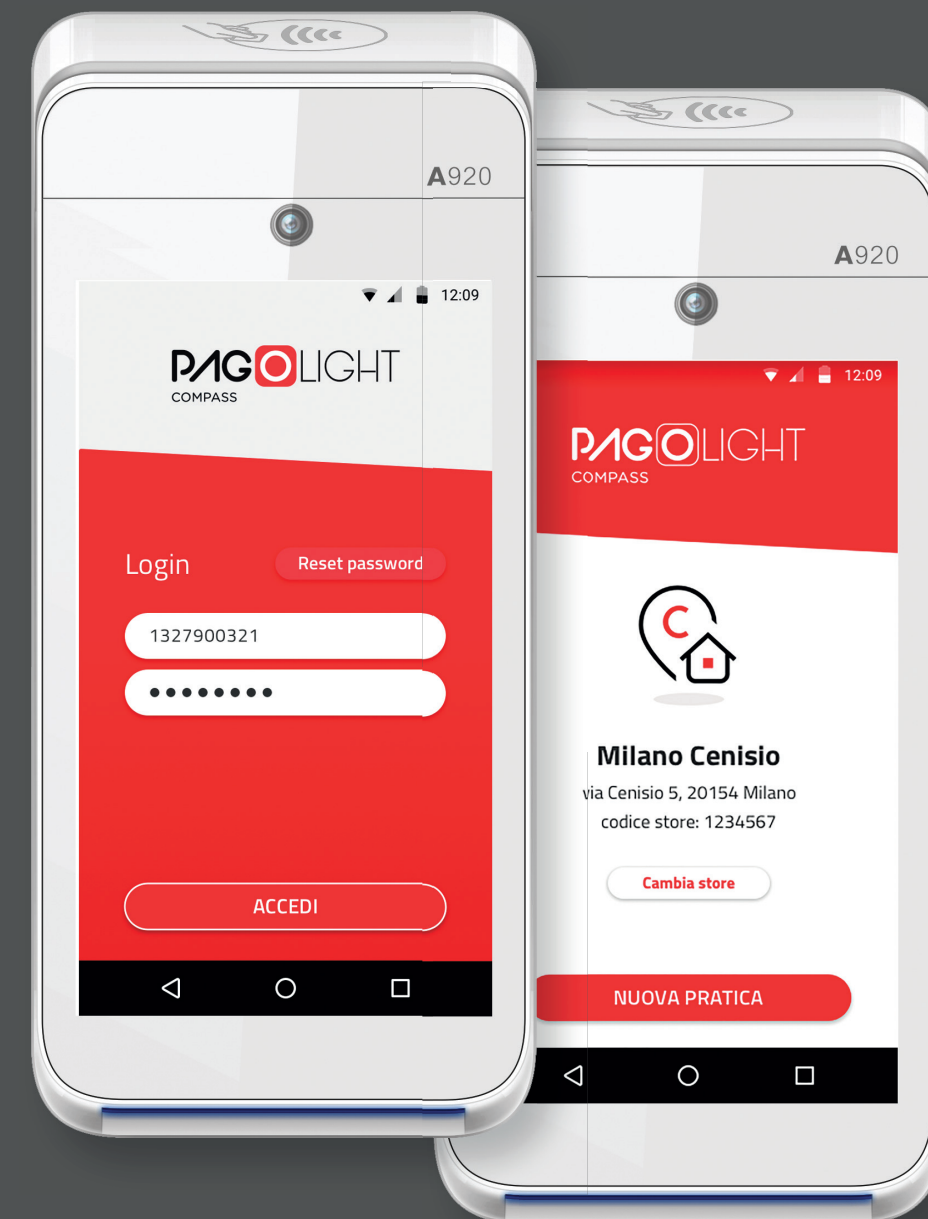 A920
12:09
PAGOLIGHT
COMPASS
Login
Reset password
1327900321
ACCEDI
A920
12:09
PAGOLIGHT
COMPASS
C
Milano Cenisio
via Cenisio 5, 20154 Milano
codice store: 1234567
Cambia store
NUOVA PRATICA